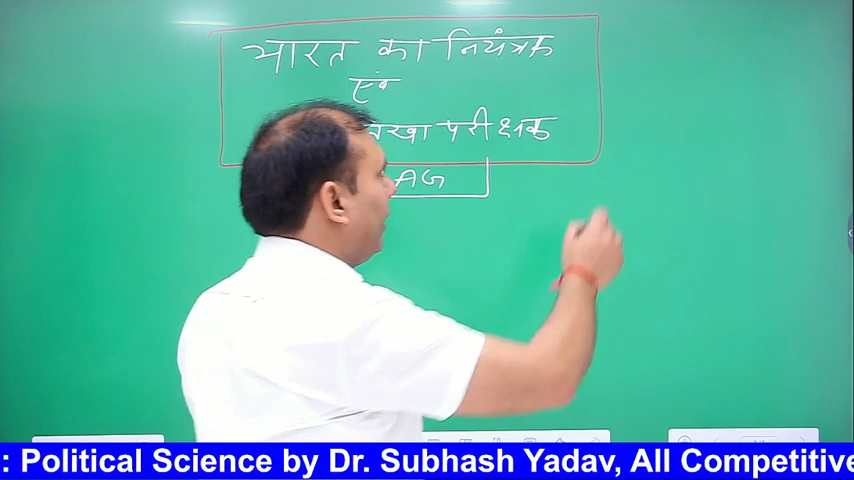 भारत का नियंत्रक
एवं
परीक्षक
AG
: Political Science by Dr. Subhash Yadav, All Competitive